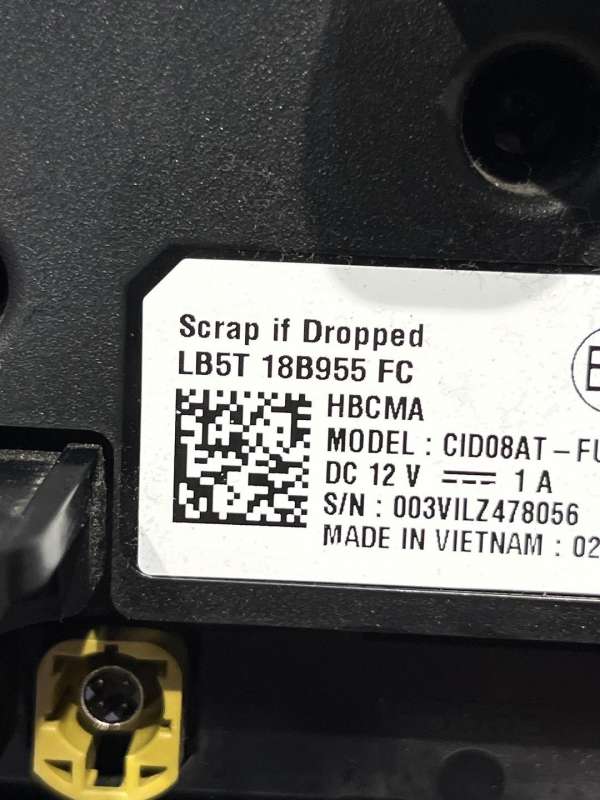 Scrap if Dropped
LB5T 18B955 FC
HBCMA
MODEL : CID08AT-FU
DC 12 V ⎓ 1 A
S/N : 003VILZ478056
MADE IN VIETNAM : 02